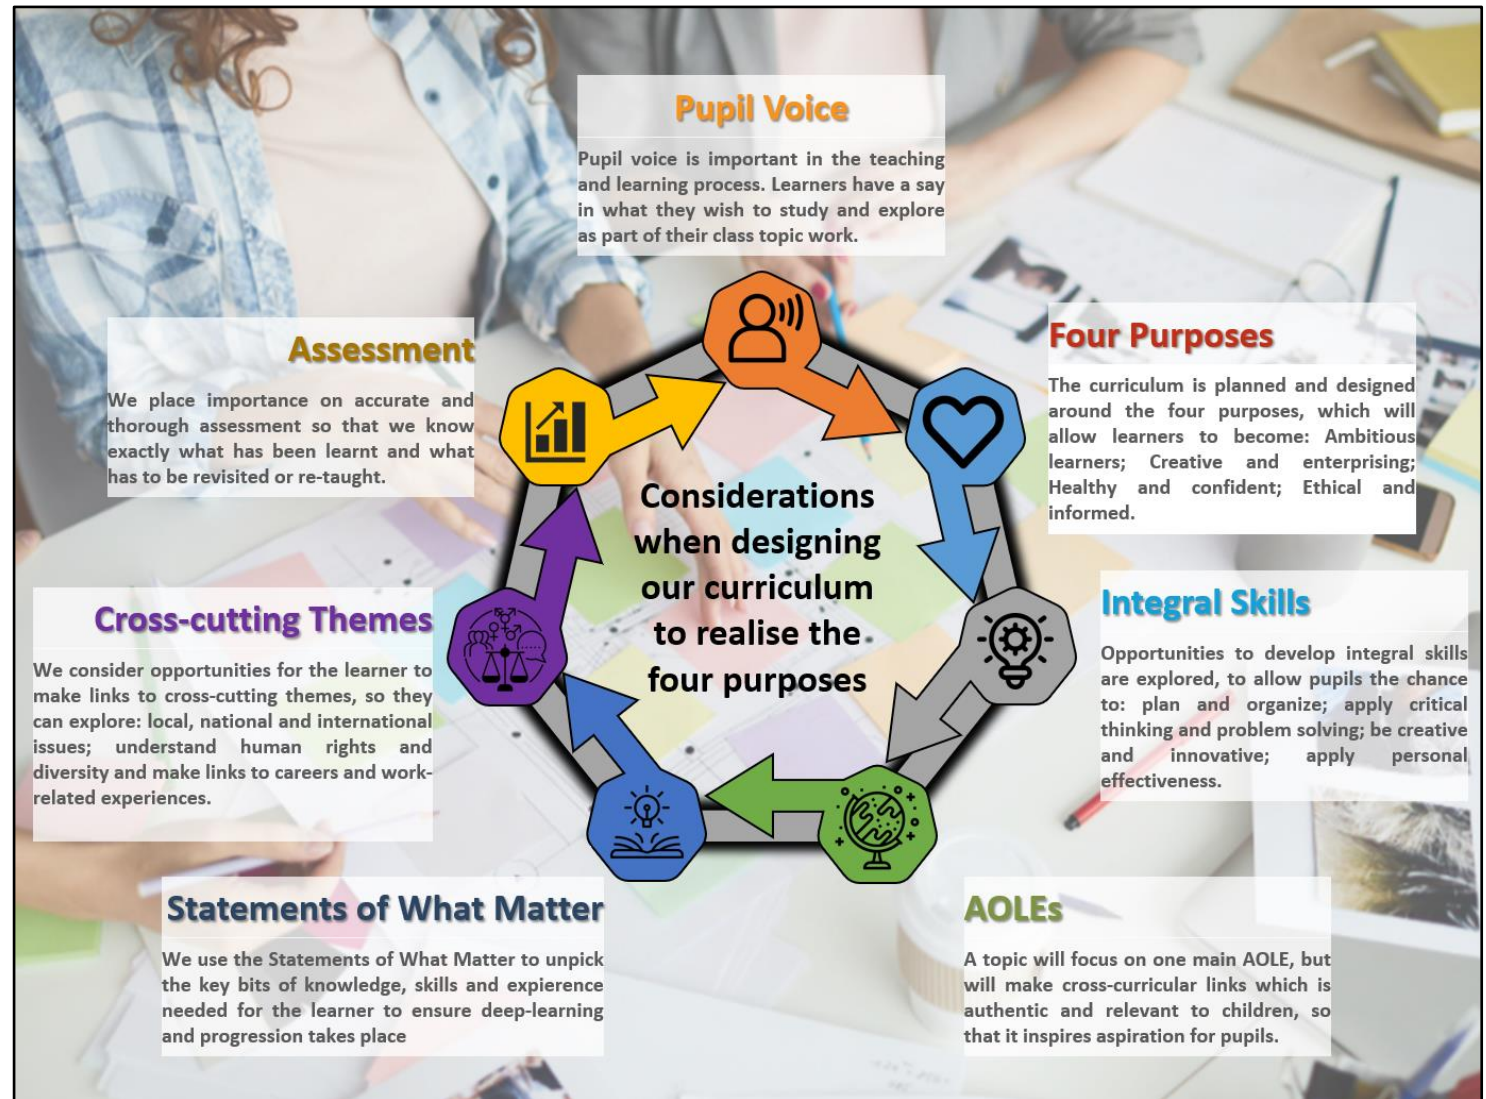 Pupil Voice
Pupil voice is important in the teaching
and learning process. Learners have a say
in what they wish to study and explore
as part of their class topic work.
Four Purposes
The curriculum is planned and designed
around the four purposes, which will
allow learners to become: Ambitious
learners; Creative and enterprising;
Healthy and confident; Ethical and
informed.
Integral Skills
Opportunities to develop integral skills
are explored, to allow pupils the chance
to: plan and organize; apply critical
thinking and problem solving; be creative
and innovative; apply personal
effectiveness.
AOLEs
A topic will focus on one main AOLE, but
will make cross-curricular links which is
authentic and relevant to children, so
that it inspires aspiration for pupils.
Statements of What Matter
We use the Statements of What Matter to unpick
the key bits of knowledge, skills and expierence
needed for the learner to ensure deep-learning
and progression takes place
Cross-cutting Themes
We consider opportunities for the learner to
make links to cross-cutting themes, so they
can explore: local, national and international
issues; understand human rights and
diversity and make links to careers and work-
related experiences.
Assessment
We place importance on accurate and
thorough assessment so that we know
exactly what has been learnt and what
has to be revisited or re-taught.
Considerations
when designing
our curriculum
to realise the
four purposes